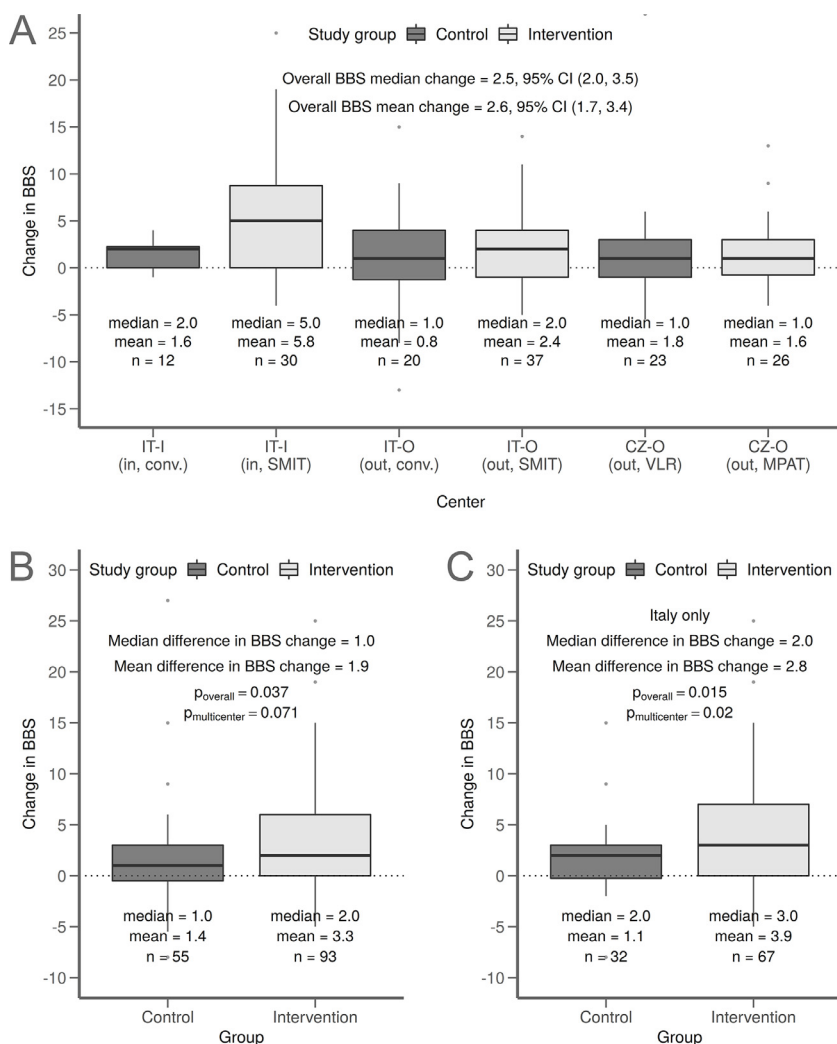 A
Study group Control Intervention
Overall BBS median change = 2.5, 95% CI (2.0, 3.5)
Overall BBS mean change = 2.6, 95% CI (1.7, 3.4)
Change in BBS
25
20
15
10
5
0
-5
-10
-15
median = 2.0 median = 5.0 median = 1.0 median = 2.0 median = 1.0 median = 1.0
mean = 1.6 mean = 5.8 mean = 0.8 mean = 2.4 mean = 1.8 mean = 1.6
n = 12 n = 30 n = 20 n = 37 n = 23 n = 26
IT-I IT-I IT-O IT-O CZ-O CZ-O
(in, conv.) (in, SMIT) (out, conv.) (out, SMIT) (out, VLR) (out, MPAT)
Center
B
Study group Control Intervention
Median difference in BBS change = 1.0
Mean difference in BBS change = 1.9
poverall = 0.037
pmulticenter = 0.071
Change in BBS
30
25
20
15
10
5
0
-5
-10
median = 1.0 median = 2.0
mean = 1.4 mean = 3.3
n = 55 n = 93
Control Intervention
Group
C
Study group Control Intervention
Italy only
Median difference in BBS change = 2.0
Mean difference in BBS change = 2.8
poverall = 0.015
pmulticenter = 0.02
Change in BBS
30
25
20
15
10
5
0
-5
-10
median = 2.0 median = 3.0
mean = 1.1 mean = 3.9
n = 32 n = 67
Control Intervention
Group